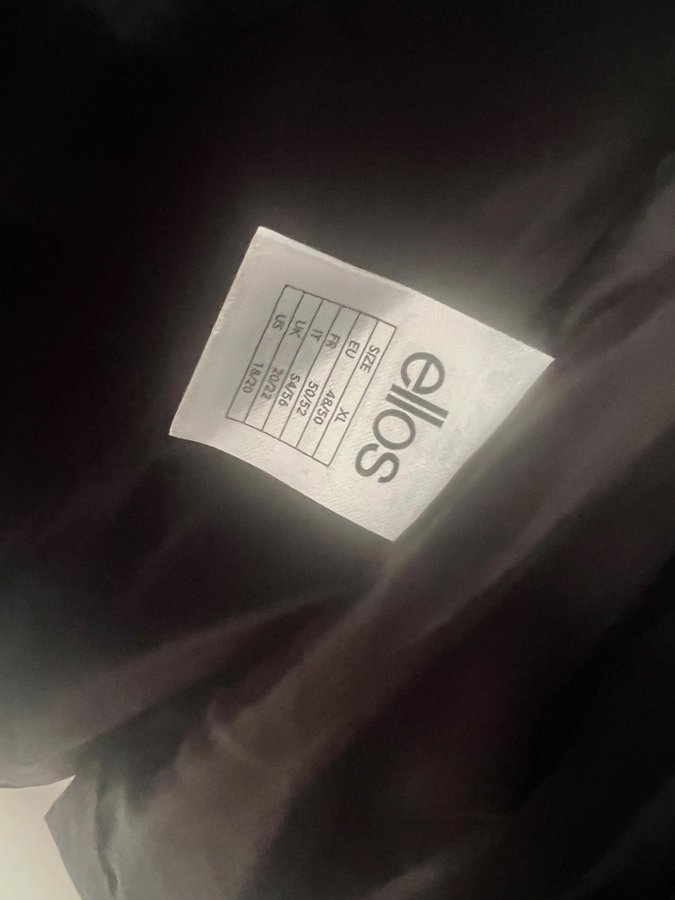 ellos
SIZE XL
EU 48/50
FR 50/52
IT 54/56
UK 20/22
US 18/20